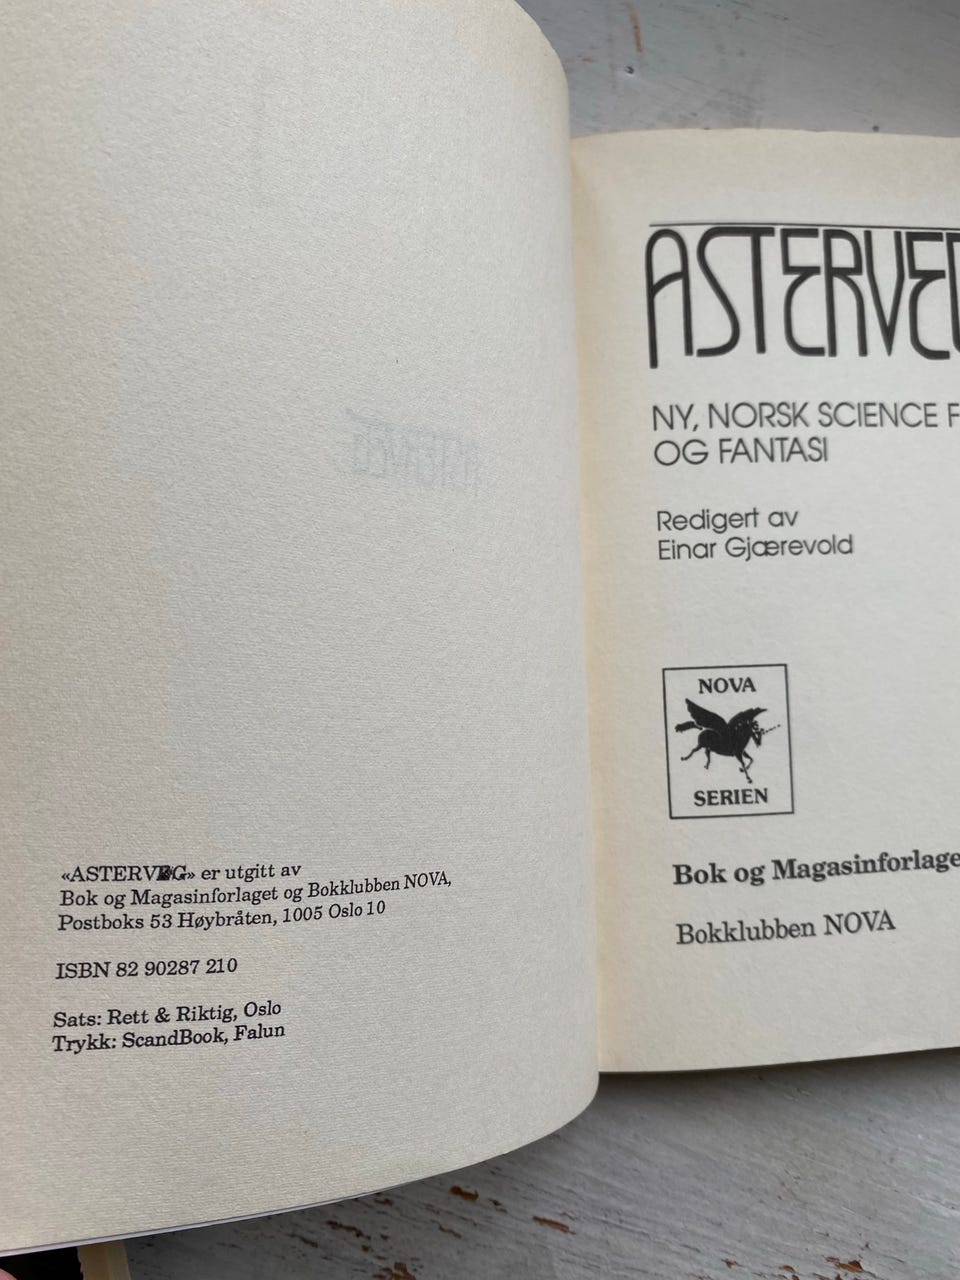 «ASTERVEG» er utgitt av
Bok og Magasinforlaget og Bokklubben NOVA,
Postboks 53 Høybråten, 1005 Oslo 10
ISBN 82 90287 210
Sats: Rett & Riktig, Oslo
Trykk: ScandBook, Falun
ASTERVEG
NY, NORSK SCIENCE F
OG FANTASI
Redigert av
Einar Gjærevold
NOVA
SERIEN
Bok og Magasinforlage
Bokklubben NOVA